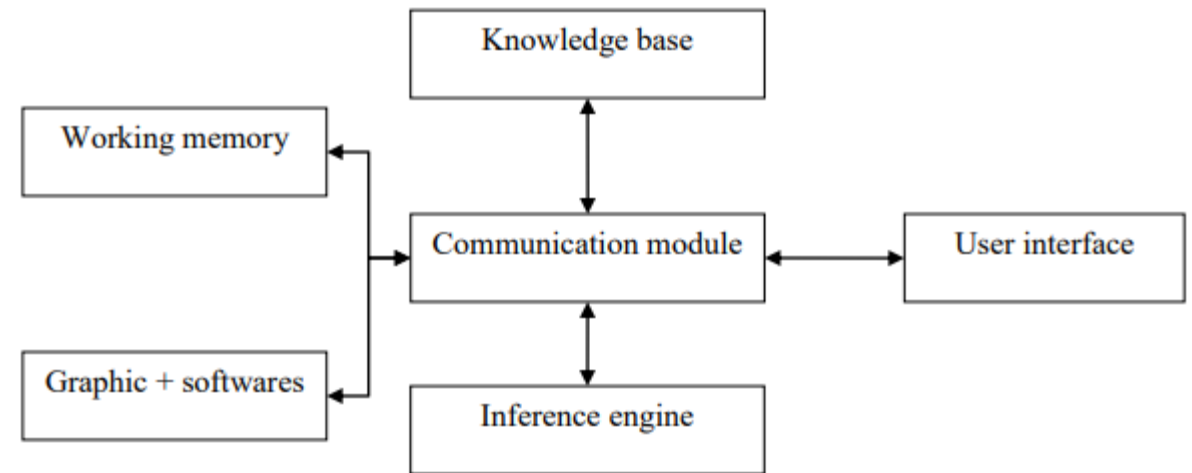 Knowledge base
Working memory
Communication module
User interface
Graphic + softwares
Inference engine